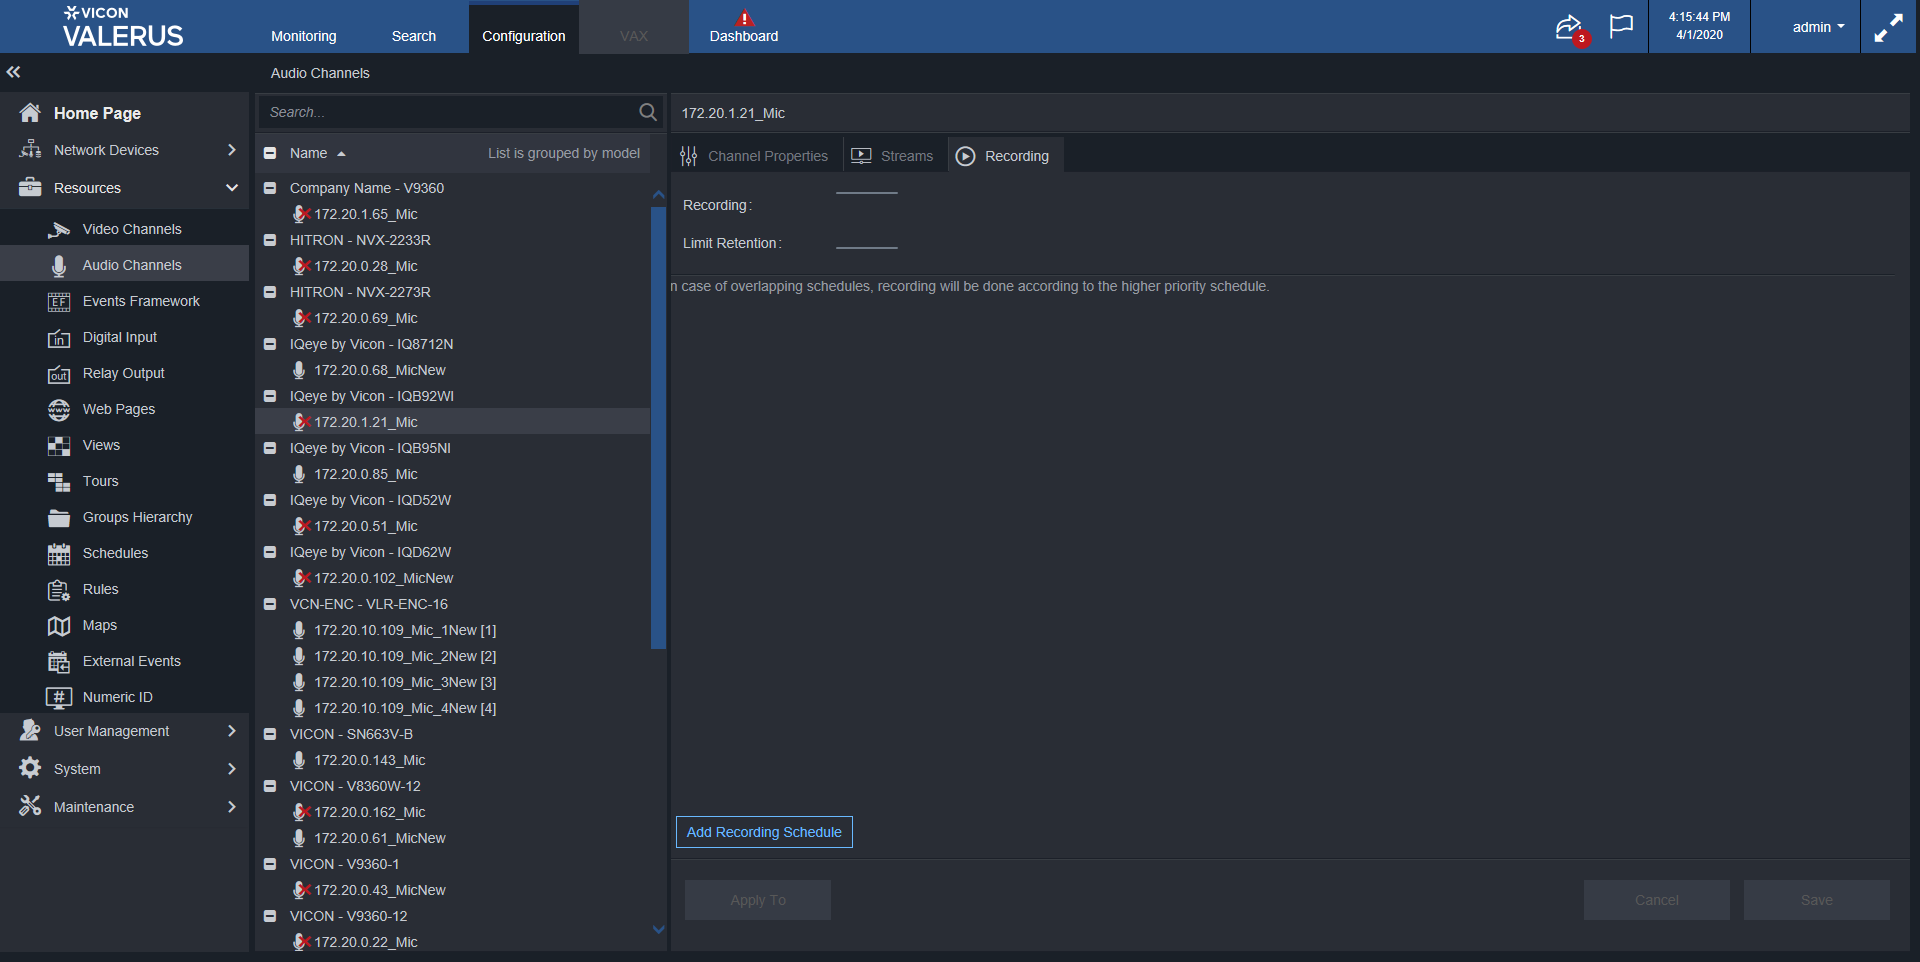 VICON
VALERUS
Monitoring
Search
Configuration
VAX
Dashboard
3
4:15:44 PM
4/1/2020
admin
Audio Channels
Home Page
Network Devices
Resources
Video Channels
Audio Channels
EF Events Framework
in Digital Input
out Relay Output
www Web Pages
Views
Tours
Groups Hierarchy
Schedules
Rules
Maps
External Events
# Numeric ID
User Management
System
Maintenance
Search...
Name
List is grouped by model
Company Name - V9360
172.20.1.65_Mic
HITRON - NVX-2233R
172.20.0.28_Mic
HITRON - NVX-2273R
172.20.0.69_Mic
IQeye by Vicon - IQ8712N
172.20.0.68_MicNew
IQeye by Vicon - IQB92WI
172.20.1.21_Mic
IQeye by Vicon - IQB95NI
172.20.0.85_Mic
IQeye by Vicon - IQD52W
172.20.0.51_Mic
IQeye by Vicon - IQD62W
172.20.0.102_MicNew
VCN-ENC - VLR-ENC-16
172.20.10.109_Mic_1New [1]
172.20.10.109_Mic_2New [2]
172.20.10.109_Mic_3New [3]
172.20.10.109_Mic_4New [4]
VICON - SN663V-B
172.20.0.143_Mic
VICON - V8360W-12
172.20.0.162_Mic
172.20.0.61_MicNew
VICON - V9360-1
172.20.0.43_MicNew
VICON - V9360-12
172.20.0.22_Mic
172.20.1.21_Mic
Channel Properties
Streams
Recording
Recording:
Limit Retention:
n case of overlapping schedules, recording will be done according to the higher priority schedule.
Add Recording Schedule
Apply To
Cancel
Save